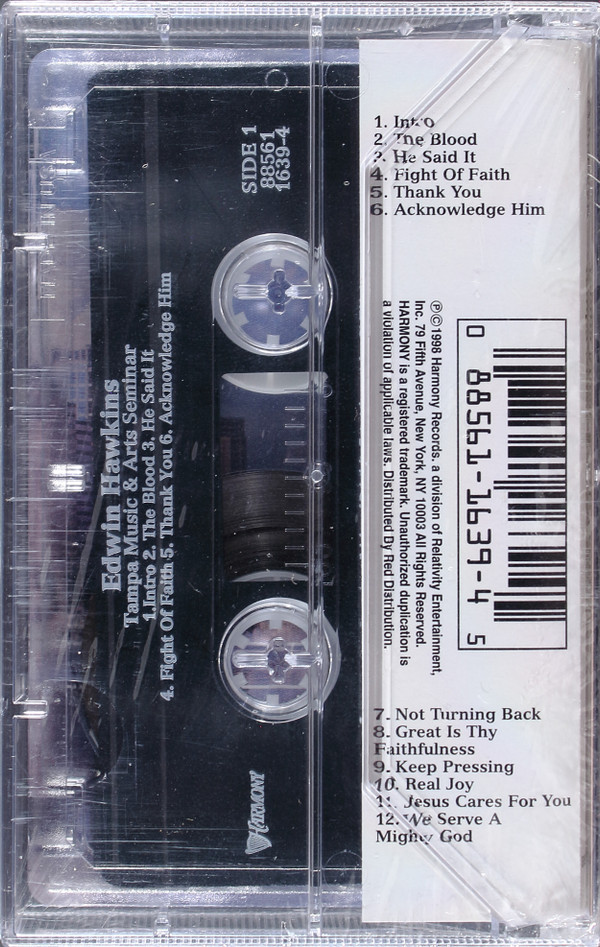 1. Intro
2. The Blood
3. He Said It
4. Fight Of Faith
5. Thank You
6. Acknowledge Him
℗©1998 Harmony Records. a division of Relativity Entertainment,
Inc. 79 Fifth Avenue, New York, NY 10003 All Rights Reserved.
HARMONY is a registered trademark. Unauthorized duplication is
a violation of applicable laws. Distributed By Red Distribution.
0 88561-1639-4 5
7. Not Turning Back
8. Great Is Thy
Faithfulness
9. Keep Pressing
10. Real Joy
11. Jesus Cares For You
12. We Serve A
Mighty God
SIDE 1
88561
1639-4
Edwin Hawkins
Tampa Music & Arts Seminar
1.Intro 2. The Blood 3. He Said It
4. Fight Of Faith 5. Thank You 6. Acknowledge Him
HARMONY